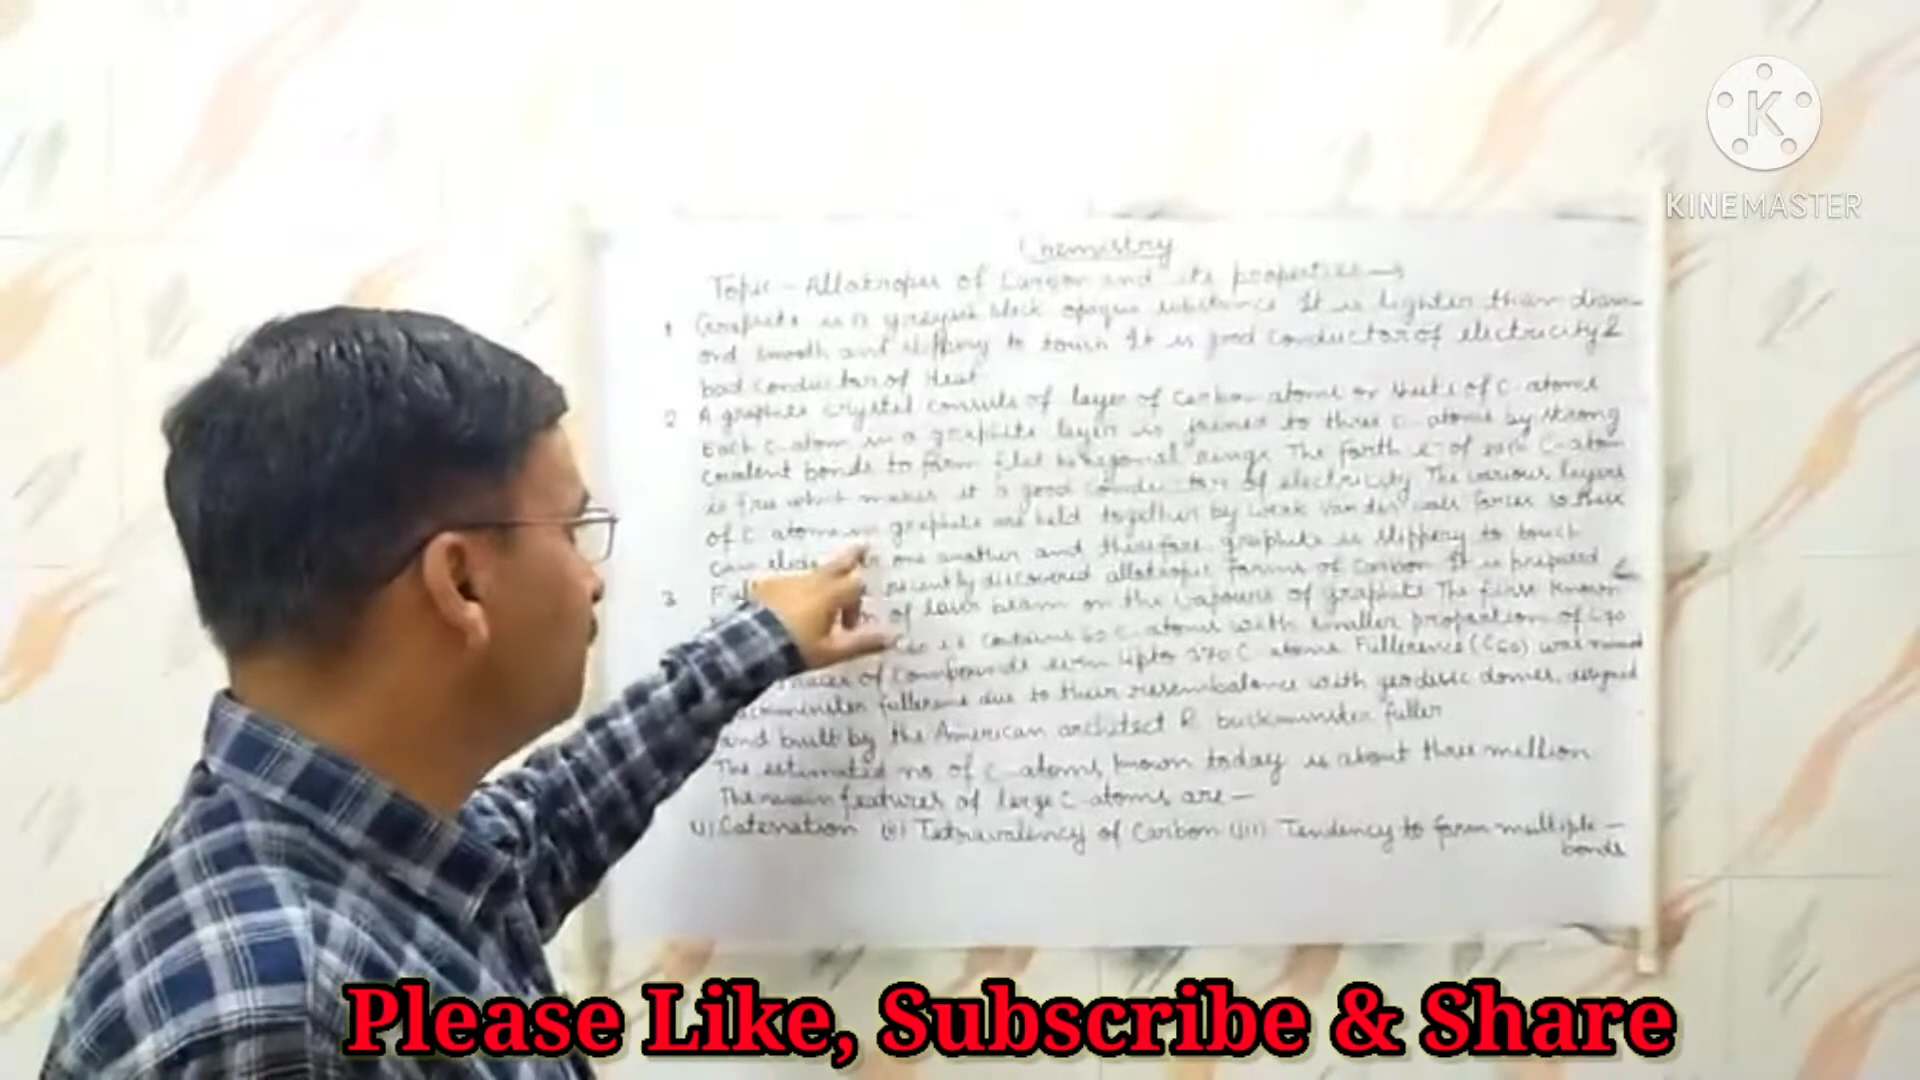 K
KINEMASTER
Chemistry
Topic - Allotropes of Carbon and its properties →
1 Graphite is a greyish black opaque substance It is lighter than diam-
ond smooth and slippery to touch It is good conductor of electricity &
bad conductor of Heat
2 A graphite crystal consists of layer of Carbon atoms or sheets of C-atoms
Each C-atom in a graphite layer is joined to three C-atoms by strong
covalent bonds to form flat hexagonal rings The forth e- of each C-atom
is free which makes it a good conductor of electricity The various layers
of C atoms in graphite are held together by weak van der waals forces so these
can slide one another and therefore graphite is slippery to touch
3 recently discovered allotropic forms of carbon It is prepared
of laser beam on the vapours of graphite The first known
C60 contains 60 C-atoms with smaller proportion of C70
traces of compounds even upto 370 C-atoms Fullerence (C60) was named
fullerene due to their resembalance with geodesic domes designed
and built by the American architect R. buckminster fuller
The estimated no. of C-atoms known today is about three million
The main features of large C-atoms are —
(i) Catenation (ii) Tetravalency of Carbon (iii) Tendency to form multiple -
bonds
Please Like, Subscribe & Share